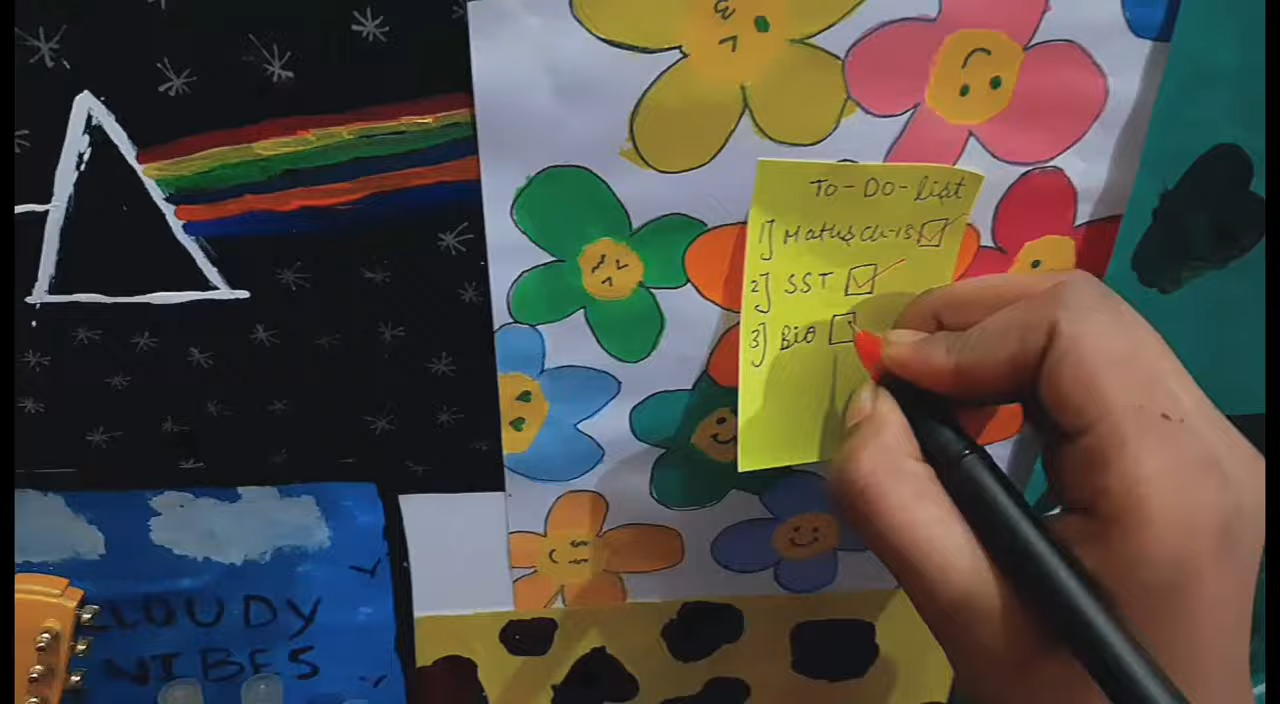 To-Do-list
1] Maths Ch-13
2] SST
3] Bio
CLOUDY
VIBES